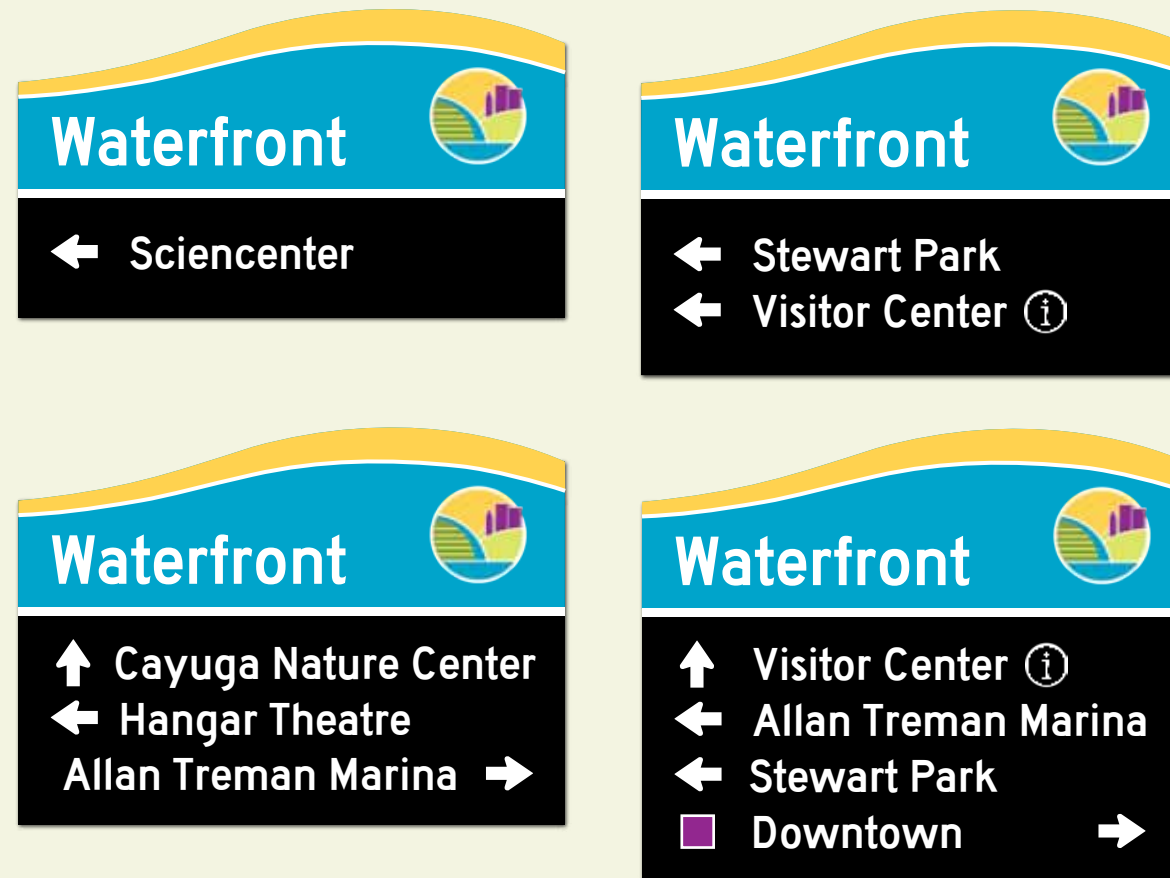 Waterfront
Sciencenter
Waterfront
Stewart Park
Visitor Center i
Waterfront
Cayuga Nature Center
Hangar Theatre
Allan Treman Marina
Waterfront
Visitor Center i
Allan Treman Marina
Stewart Park
Downtown